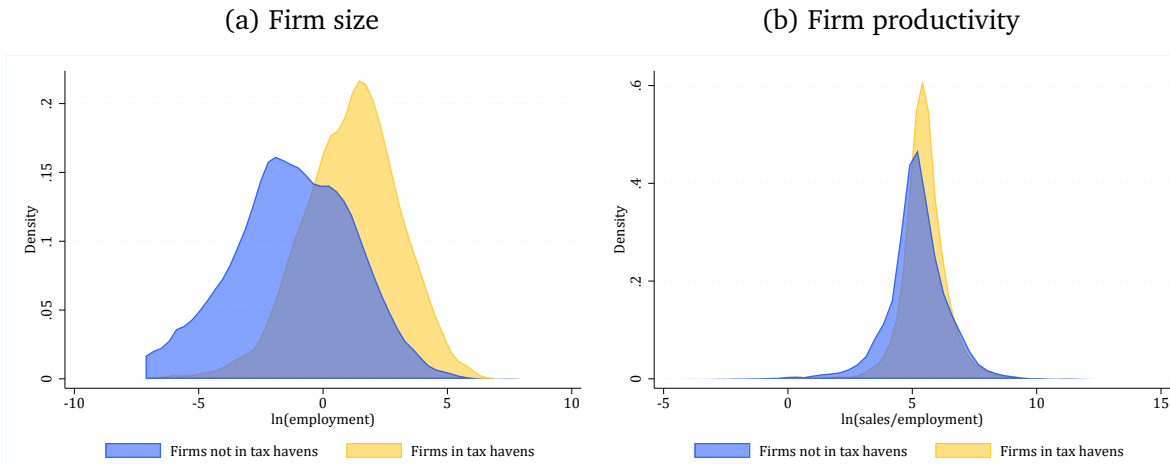 (a) Firm size
Density
.2
.15
.1
.05
0
-10 -5 0 5 10
ln(employment)
Firms not in tax havens Firms in tax havens
(b) Firm productivity
Density
.6
.4
.2
0
-5 0 5 10 15
ln(sales/employment)
Firms not in tax havens Firms in tax havens